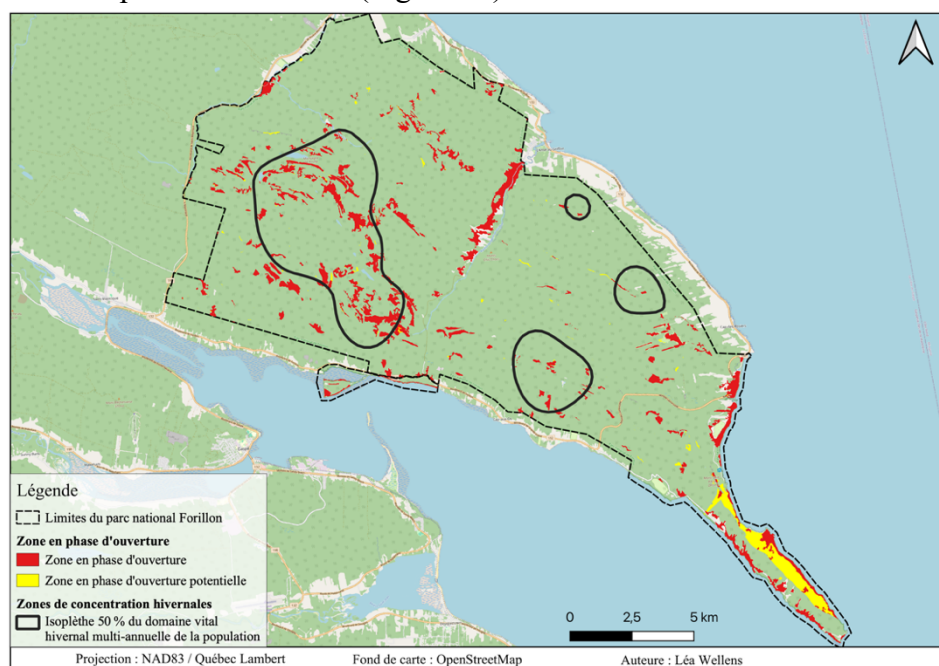 Légende
Limites du parc national Forillon
Zone en phase d'ouverture
Zone en phase d'ouverture
Zone en phase d'ouverture potentielle
Zones de concentration hivernales
Isoplèthe 50 % du domaine vital
hivernal multi-annuelle de la population
0 2,5 5 km
Projection : NAD83 / Québec Lambert Fond de carte : OpenStreetMap Auteure : Léa Wellens